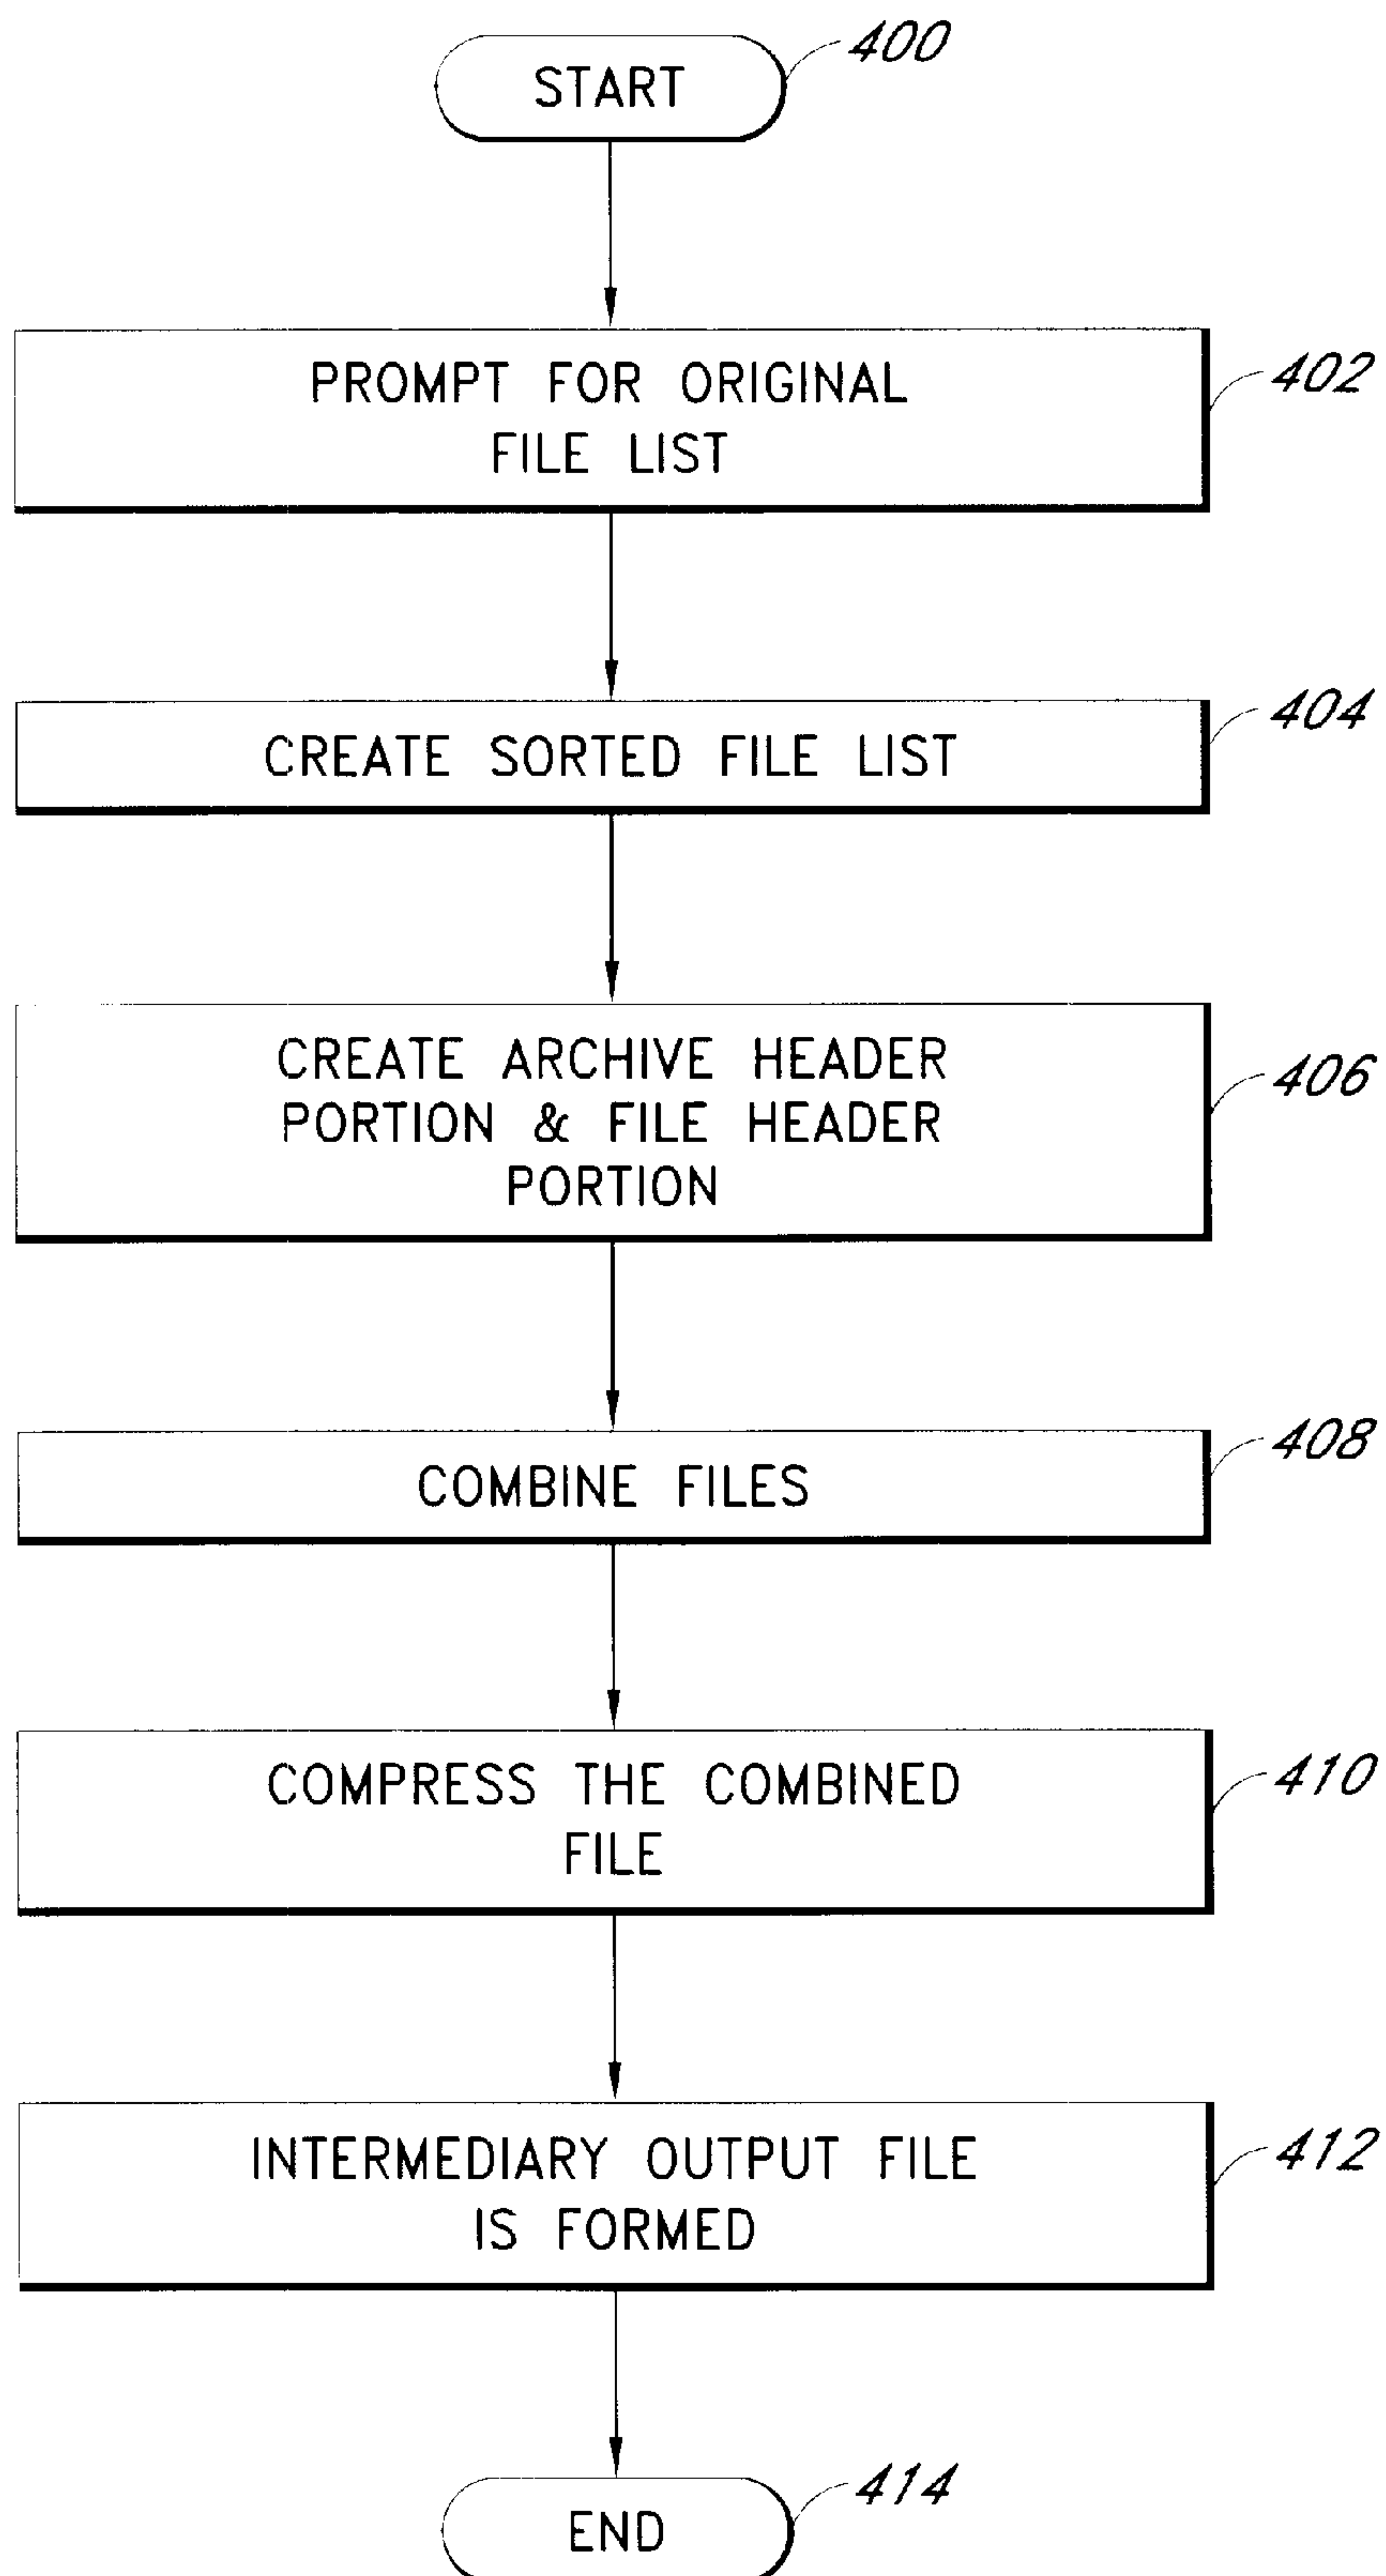 START
400
PROMPT FOR ORIGINAL
FILE LIST
402
CREATE SORTED FILE LIST
404
CREATE ARCHIVE HEADER
PORTION & FILE HEADER
PORTION
406
COMBINE FILES
408
COMPRESS THE COMBINED
FILE
410
INTERMEDIARY OUTPUT FILE
IS FORMED
412
END
414